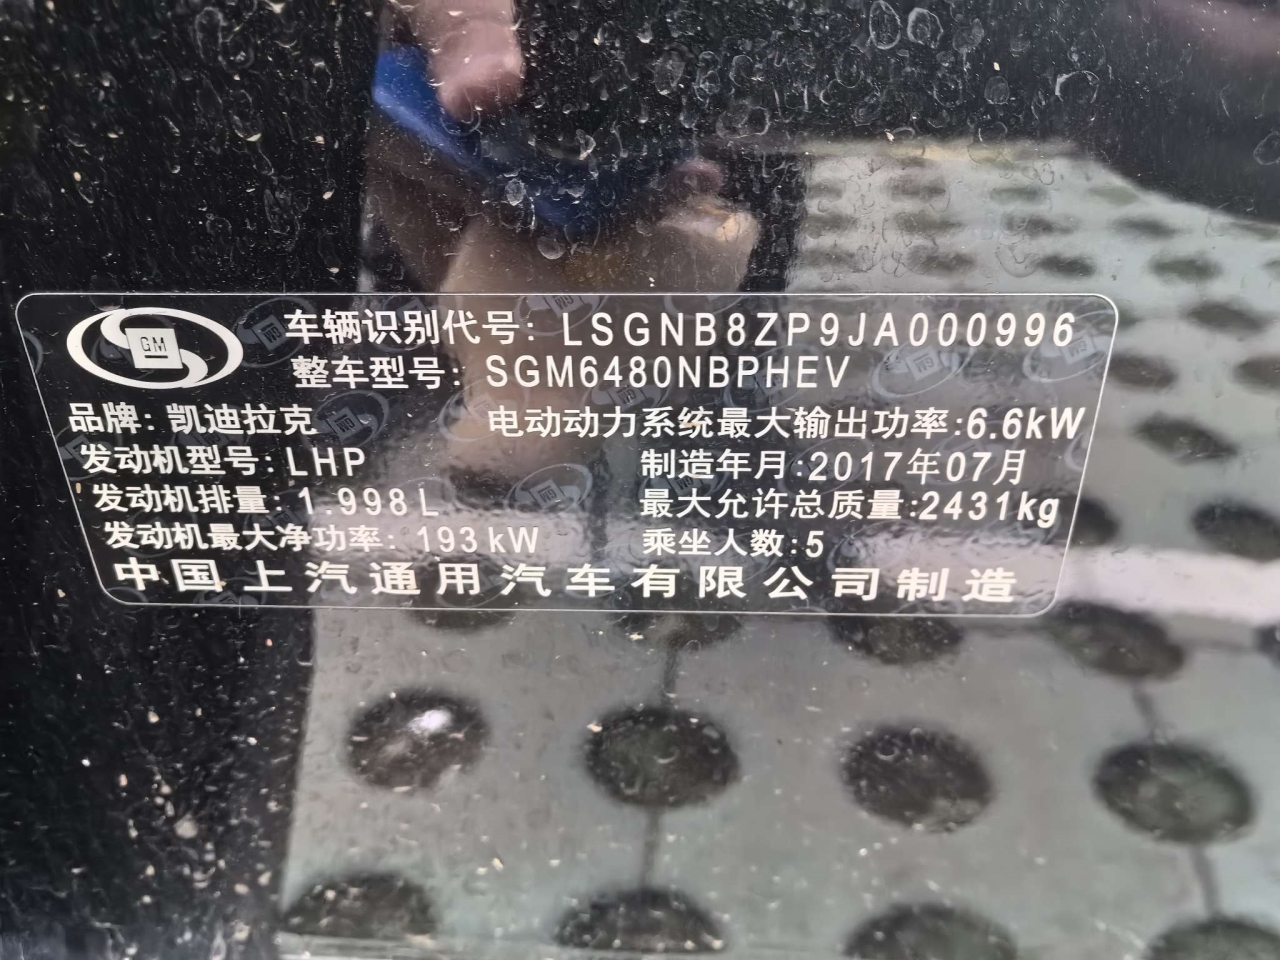 GM
车辆识别代号: LSGNB8ZP9JA000996
整车型号: SGM6480NBPHEV
品牌: 凯迪拉克 电动动力系统最大输出功率:6.6kW
发动机型号: LHP 制造年月:2017年07月
发动机排量: 1.998L 最大允许总质量:2431kg
发动机最大净功率: 193kW 乘坐人数:5
中国上汽通用汽车有限公司制造